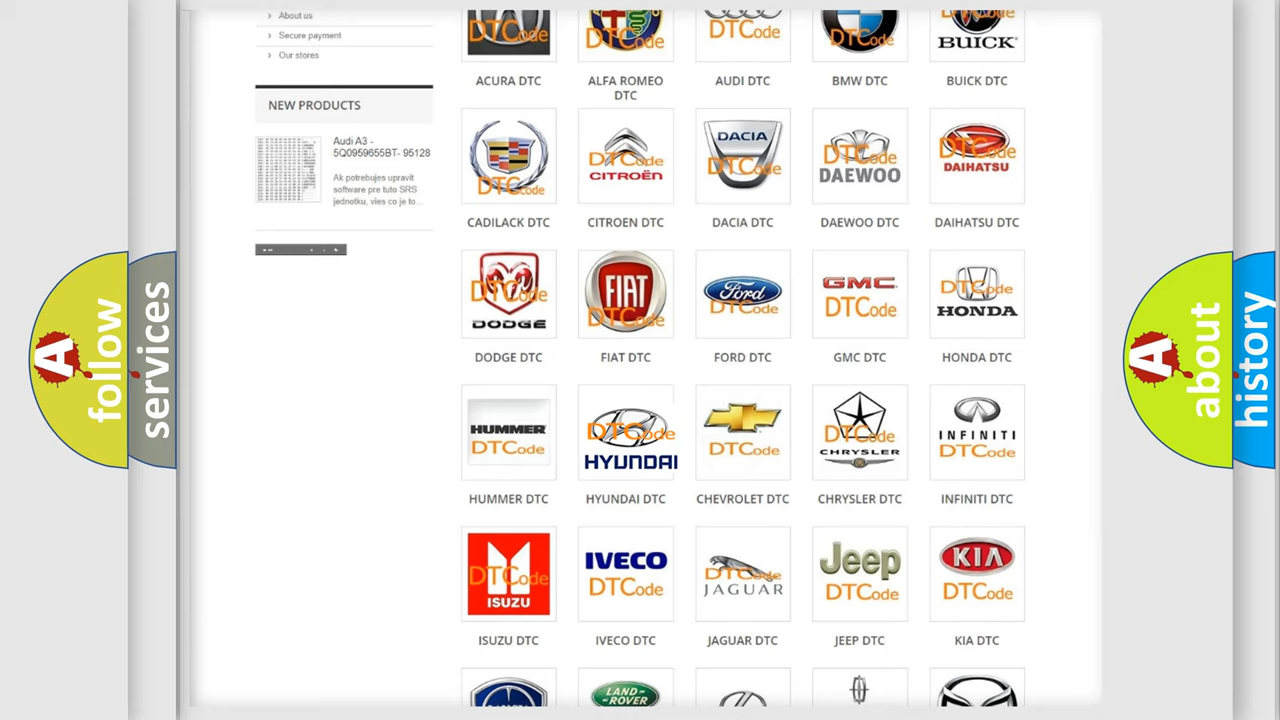 About us
Secure payment
Our stores
NEW PRODUCTS
Audi A3 -
5Q0959655BT- 95128
Ak potrebujes upravit
software pre tuto SRS
jednotku, vies co je to...
DTCode
DTCode
DTCode
DTCode
BUICK
ACURA DTC
ALFA ROMEO
DTC
AUDI DTC
BMW DTC
BUICK DTC
DTCode
DTCode
CITROËN
DACIA
DTCode
DTCode
DAEWOO
DTCode
DAIHATSU
CADILACK DTC
CITROEN DTC
DACIA DTC
DAEWOO DTC
DAIHATSU DTC
DTCode
DODGE
FIAT
DTCode
Ford
DTCode
GMC
DTCode
DTCode
HONDA
DODGE DTC
FIAT DTC
FORD DTC
GMC DTC
HONDA DTC
HUMMER
DTCode
DTCode
HYUNDAI
DTCode
DTCode
CHRYSLER
INFINITI
DTCode
HUMMER DTC
HYUNDAI DTC
CHEVROLET DTC
CHRYSLER DTC
INFINITI DTC
DTCode
ISUZU
IVECO
DTCode
DTCode
JAGUAR
Jeep
DTCode
KIA
DTCode
ISUZU DTC
IVECO DTC
JAGUAR DTC
JEEP DTC
KIA DTC
LAND-
ROVER
A
follow
services
A
about
history